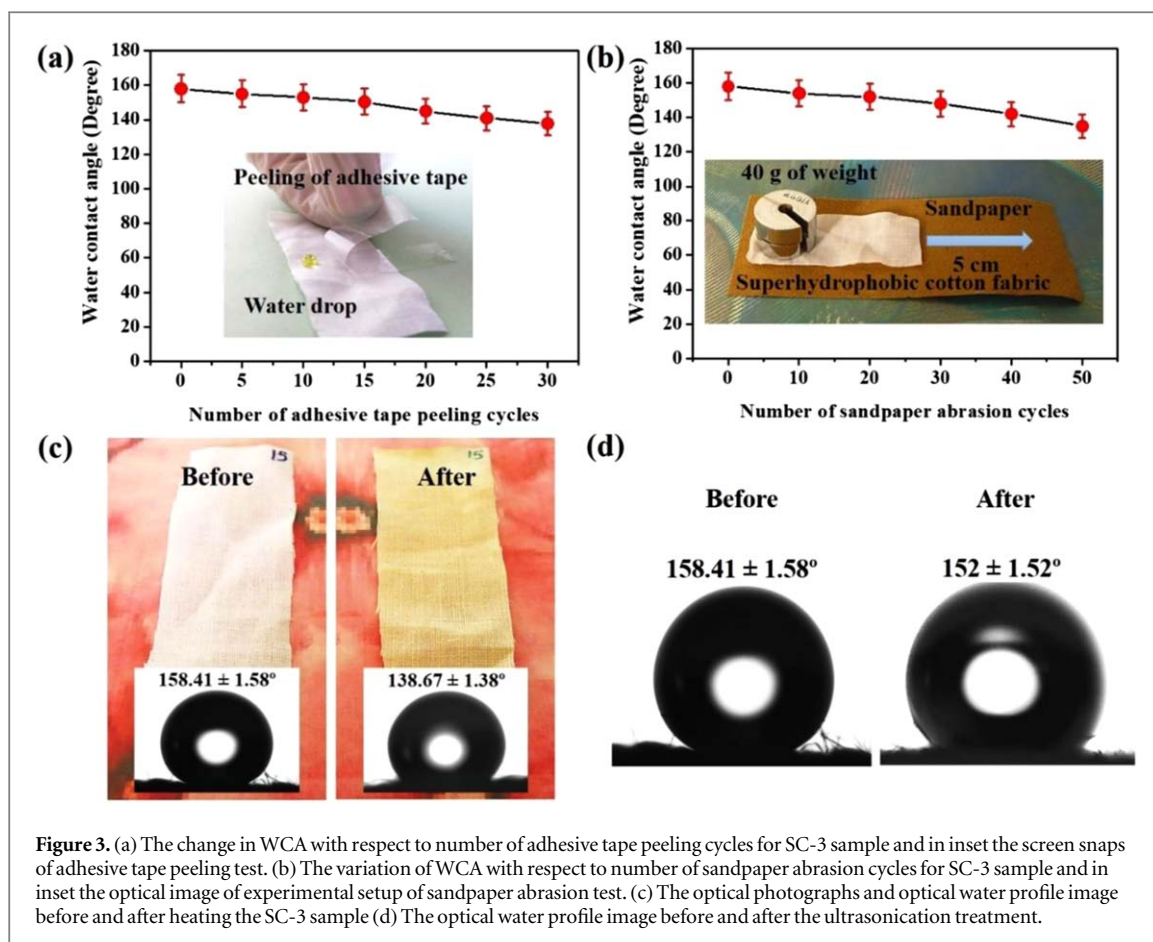 (a)
180
160
140
120
100
80
60
40
20
0
Water contact angle (Degree)
Peeling of adhesive tape
Water drop
0 5 10 15 20 25 30
Number of adhesive tape peeling cycles
(b)
180
160
140
120
100
80
60
40
20
0
Water contact angle (Degree)
40 g of weight
Sandpaper
5 cm
Superhydrophobic cotton fabric
0 10 20 30 40 50
Number of sandpaper abrasion cycles
(c)
15
Before
158.41 ± 1.58º
15
After
138.67 ± 1.38º
(d)
Before
After
158.41 ± 1.58º
152 ± 1.52º
Figure 3. (a) The change in WCA with respect to number of adhesive tape peeling cycles for SC-3 sample and in inset the screen snaps
of adhesive tape peeling test. (b) The variation of WCA with respect to number of sandpaper abrasion cycles for SC-3 sample and in
inset the optical image of experimental setup of sandpaper abrasion test. (c) The optical photographs and optical water profile image
before and after heating the SC-3 sample (d) The optical water profile image before and after the ultrasonication treatment.